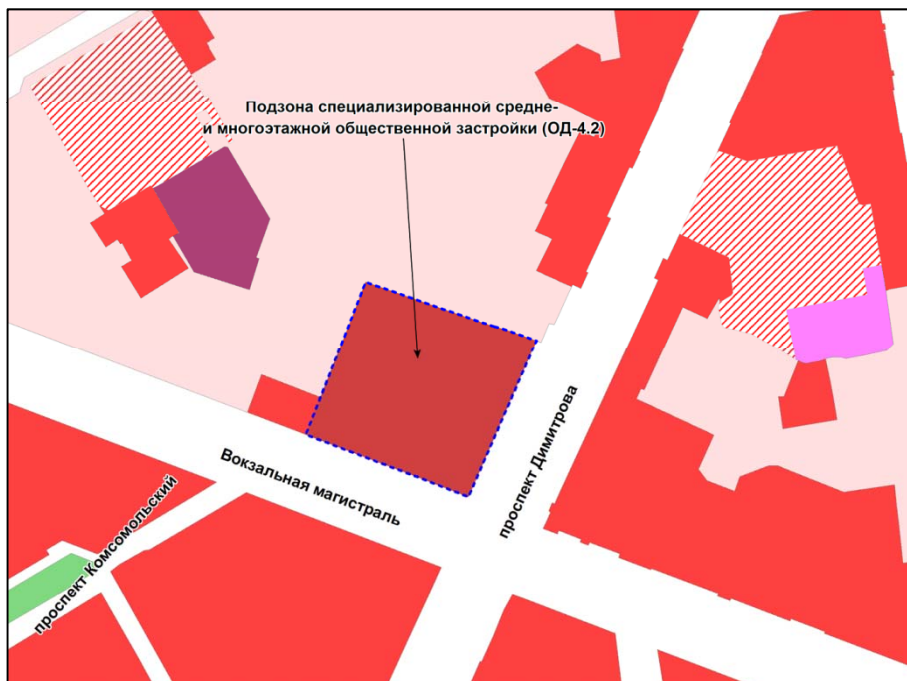 Подзона специализированной средне-
и многоэтажной общественной застройки (ОД-4.2)
проспект Димитрова
Вокзальная магистраль
проспект Комсомольский